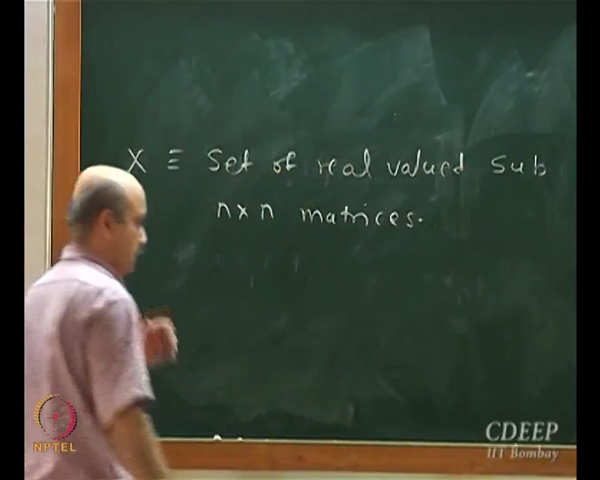 X ≡ Set of real valued sub
n×n matrices.
NPTEL
CDEEP
IIT Bombay